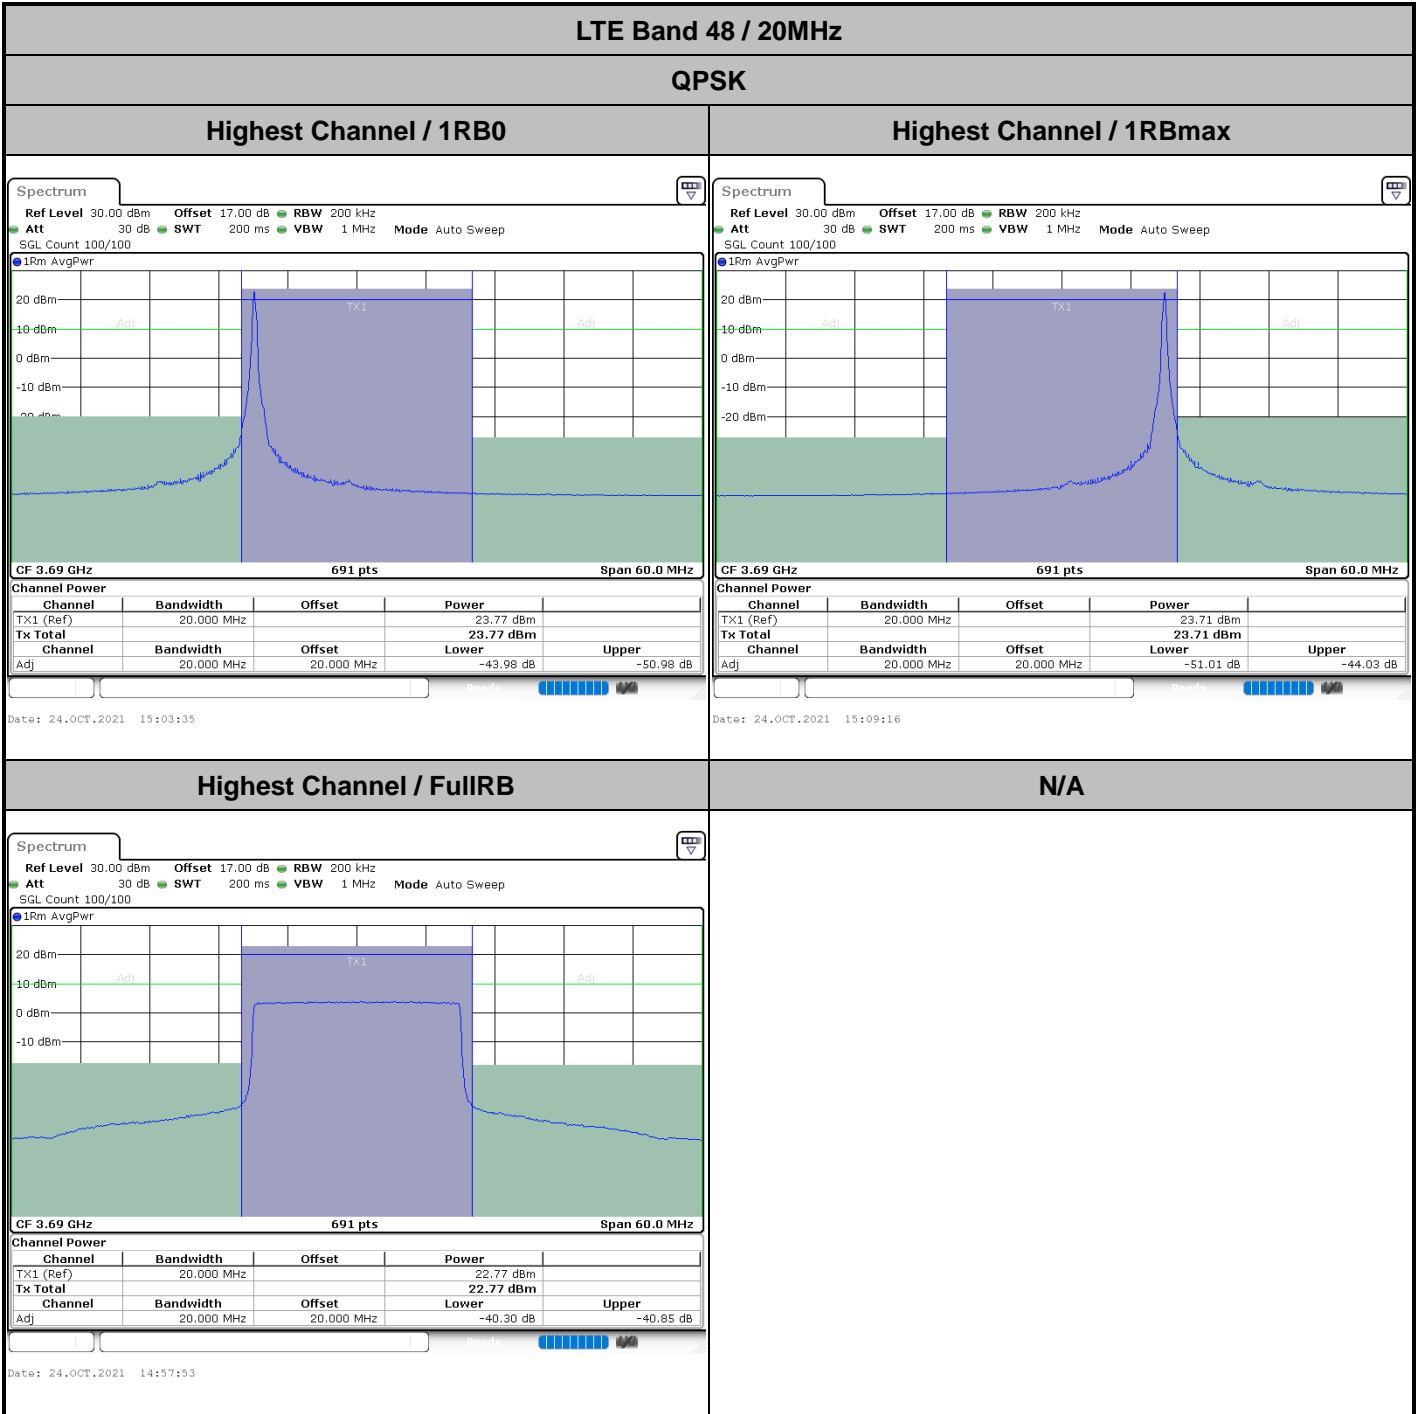 LTE Band 48 / 20MHz
QPSK
Highest Channel / 1RB0
Highest Channel / 1RBmax
Spectrum
Ref Level 30.00 dBm Offset 17.00 dB RBW 200 kHz
Att 30 dB SWT 200 ms VBW 1 MHz Mode Auto Sweep
SGL Count 100/100
1Rm AvgPwr
TX1
Adj
Adj
20 dBm
10 dBm
0 dBm
-10 dBm
-20 dBm
CF 3.69 GHz 691 pts Span 60.0 MHz
Channel Power
Channel Bandwidth Offset Power
TX1 (Ref) 20.000 MHz 23.77 dBm
Tx Total 23.77 dBm
Channel Bandwidth Offset Lower Upper
Adj 20.000 MHz 20.000 MHz -43.98 dB -50.98 dB
Ready
Date: 24.OCT.2021 15:03:35
Spectrum
Ref Level 30.00 dBm Offset 17.00 dB RBW 200 kHz
Att 30 dB SWT 200 ms VBW 1 MHz Mode Auto Sweep
SGL Count 100/100
1Rm AvgPwr
TX1
Adj
Adj
20 dBm
10 dBm
0 dBm
-10 dBm
-20 dBm
CF 3.69 GHz 691 pts Span 60.0 MHz
Channel Power
Channel Bandwidth Offset Power
TX1 (Ref) 20.000 MHz 23.71 dBm
Tx Total 23.71 dBm
Channel Bandwidth Offset Lower Upper
Adj 20.000 MHz 20.000 MHz -51.01 dB -44.03 dB
Ready
Date: 24.OCT.2021 15:09:16
Highest Channel / FullRB
N/A
Spectrum
Ref Level 30.00 dBm Offset 17.00 dB RBW 200 kHz
Att 30 dB SWT 200 ms VBW 1 MHz Mode Auto Sweep
SGL Count 100/100
1Rm AvgPwr
TX1
Adj
Adj
20 dBm
10 dBm
0 dBm
-10 dBm
CF 3.69 GHz 691 pts Span 60.0 MHz
Channel Power
Channel Bandwidth Offset Power
TX1 (Ref) 20.000 MHz 22.77 dBm
Tx Total 22.77 dBm
Channel Bandwidth Offset Lower Upper
Adj 20.000 MHz 20.000 MHz -40.30 dB -40.85 dB
Ready
Date: 24.OCT.2021 14:57:53